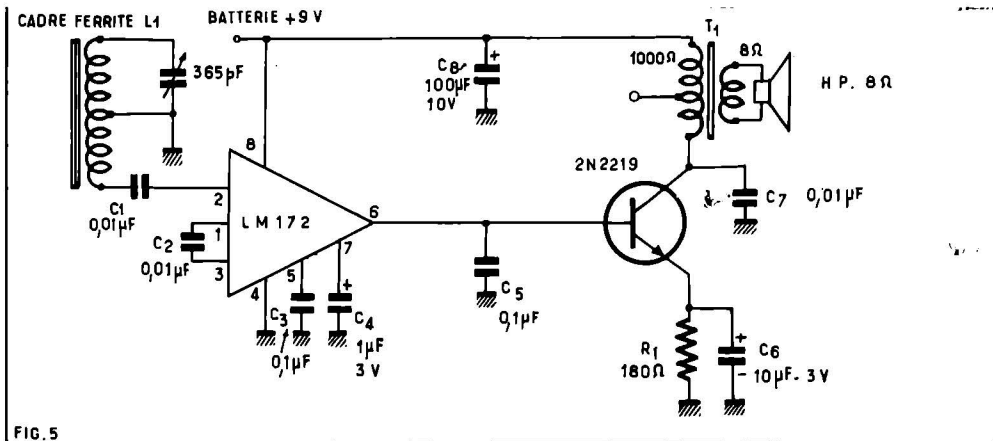 CADRE FERRITE L1
BATTERIE +9V
365pF
C8
100µF
10V
+
1000Ω
T1
8Ω
HP. 8Ω
2N2219
C7
0,01µF
C1
0,01µF
C2
0,01µF
2
1
3
8
LM172
6
7
5
4
C3
0,1µF
+
C4
1µF
3V
C5
0,1µF
R1
180Ω
+
C6
10µF-3V
FIG.5